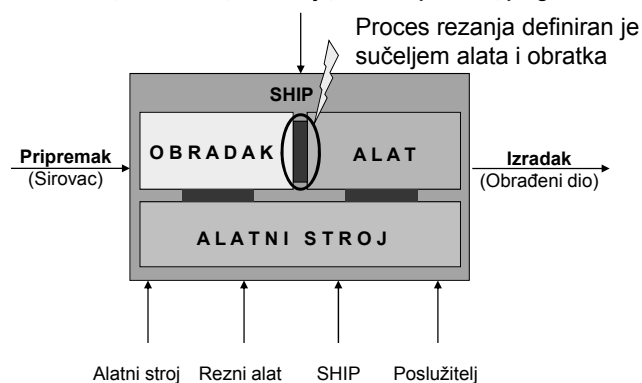 Proces rezanja definiran je
sučeljem alata i obratka
SHIP
OBRADAK
ALAT
Pripremak
(Sirovac)
Izradak
(Obrađeni dio)
ALATNI STROJ
Alatni stroj Rezni alat SHIP Poslužitelj